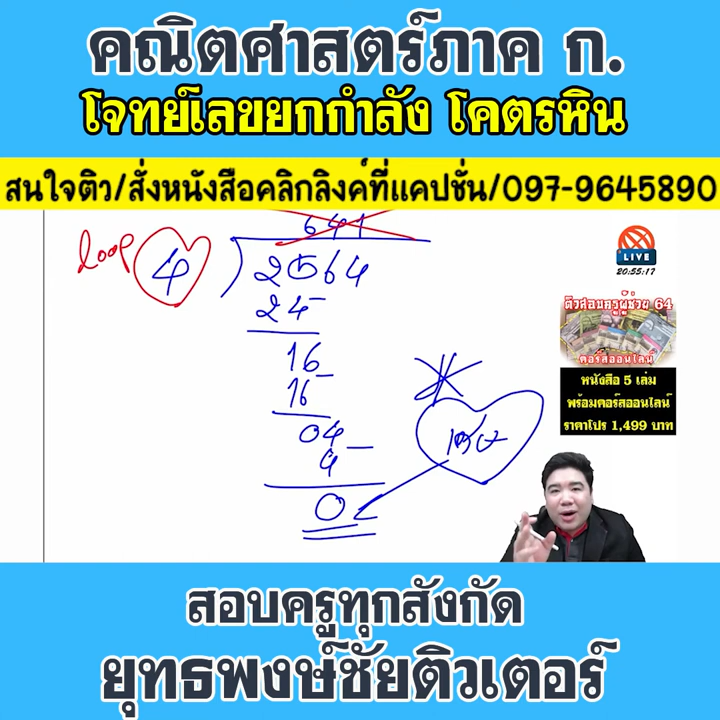 คณิตศาสตร์ภาค ก.
โจทย์เลขยกกำลัง โคตรหิน
สนใจติว/สั่งหนังสือคลิกลิงค์ที่แคปชั่น/097-9645890
641
loop 4 2564
24
16
16
04
4
0
LIVE
20:55:17
ติวสอบครูผู้ช่วย 64
คอร์สออนไลน์
หนังสือ 5 เล่ม
พร้อมคอร์สออนไลน์
ราคาโปร 1,499 บาท
สอบครูทุกสังกัด
ยุทธพงษ์ชัยติวเตอร์